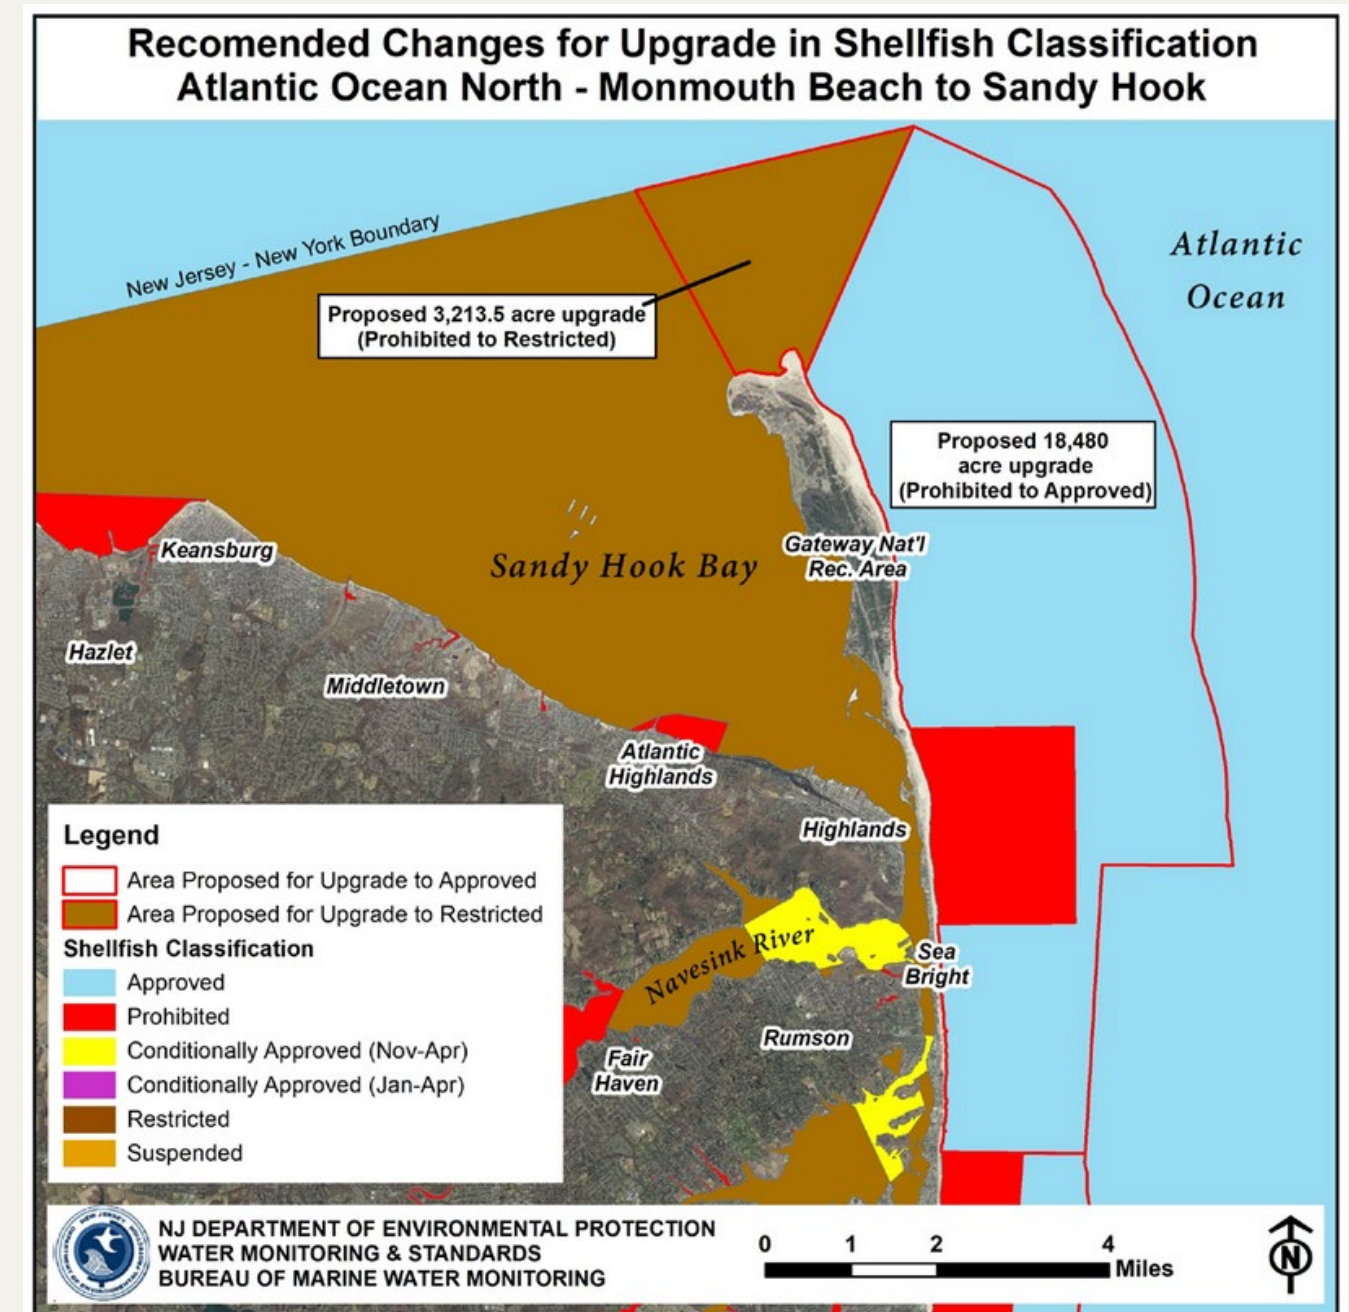 Recomended Changes for Upgrade in Shellfish Classification
Atlantic Ocean North - Monmouth Beach to Sandy Hook
New Jersey - New York Boundary
Atlantic
Ocean
Proposed 3,213.5 acre upgrade
(Prohibited to Restricted)
Proposed 18,480
acre upgrade
(Prohibited to Approved)
Keansburg
Sandy Hook Bay
Gateway Nat'l
Rec. Area
Hazlet
Middletown
Atlantic
Highlands
Highlands
Navesink River
Sea
Bright
Rumson
Fair
Haven
Legend
Area Proposed for Upgrade to Approved
Area Proposed for Upgrade to Restricted
Shellfish Classification
Approved
Prohibited
Conditionally Approved (Nov-Apr)
Conditionally Approved (Jan-Apr)
Restricted
Suspended
NJ DEPARTMENT OF ENVIRONMENTAL PROTECTION
WATER MONITORING & STANDARDS
BUREAU OF MARINE WATER MONITORING
0 1 2 4
Miles
N